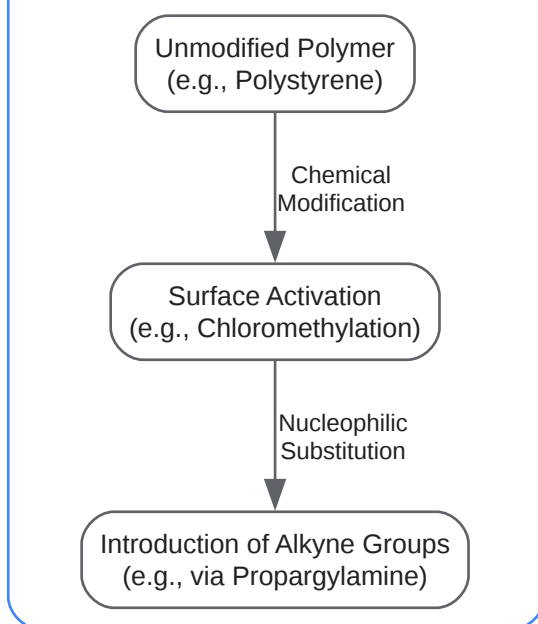 Unmodified Polymer
(e.g., Polystyrene)
Chemical
Modification
Surface Activation
(e.g., Chloromethylation)
Nucleophilic
Substitution
Introduction of Alkyne Groups
(e.g., via Propargylamine)